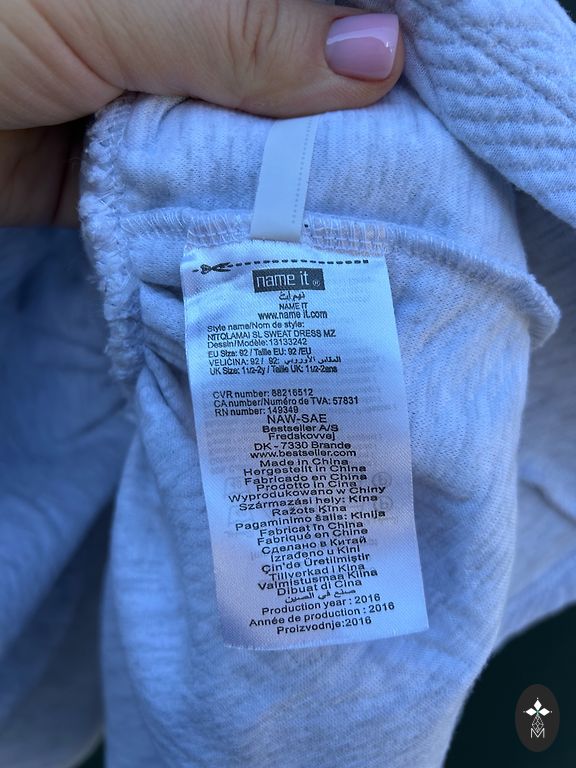 name it ®
نيم إت
NAME IT
www.name it.com
Style name/Nom de style:
NITOLAMAI SL SWEAT DRESS MZ
Dessin/Modèle: 13133242
EU Size: 92 / Taille EU: 92 /EU
VELIČINA: 92 / 92: المقاس الأوروبي
UK Size: 11/2-2y / Taille UK: 11/2-2ans
CVR number: 88216512
CA number/Numéro de TVA: 57831
RN number: 149349
NAW-SAE
Bestseller A/S
Fredskovvej
DK - 7330 Brande
www.bestseller.com
Made in China
Hergestellt in China
Fabricado en China
Prodotto in Cina
Wyprodukowano w Chiny
Származási hely: Kína
Ražots Ķīna
Pagaminimo šalis: Kinija
Fabricat în China
Fabriqué en Chine
Сделано в Китай
Izrađeno u Kini
Çin'de Üretilmiştir
Tillverkad i Kina
Valmistusmaa Kiina
Dibuat di Cina
صنع في الصين
Production year : 2016
Année de production : 2016
Proizvodnje:2016
M